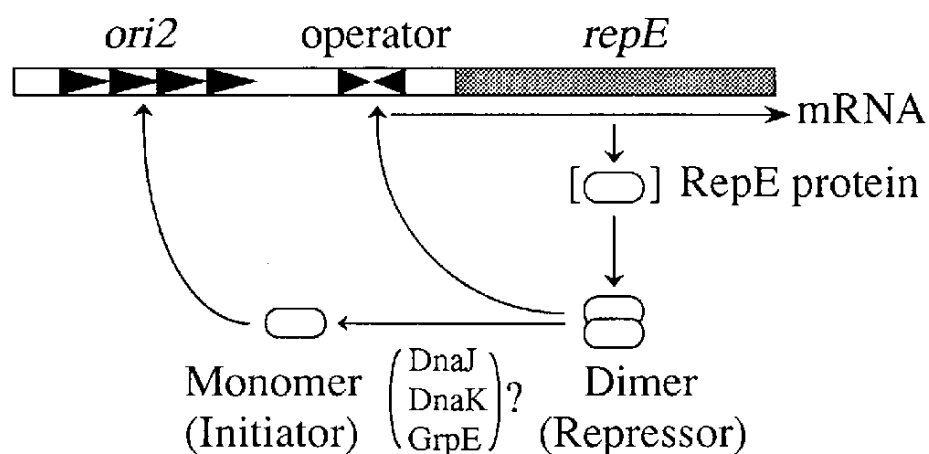 ori2 operator repE
mRNA
[ ] RepE protein
Monomer
(Initiator)
(DnaJ
DnaK
GrpE)?
Dimer
(Repressor)